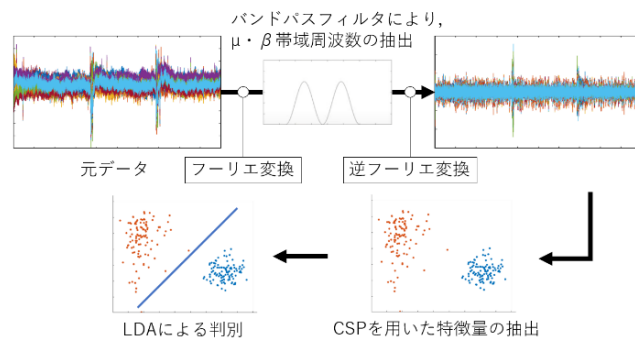 バンドパスフィルタにより,
μ・β帯域周波数の抽出
元データ
フーリエ変換
逆フーリエ変換
LDAによる判別
CSPを用いた特徴量の抽出